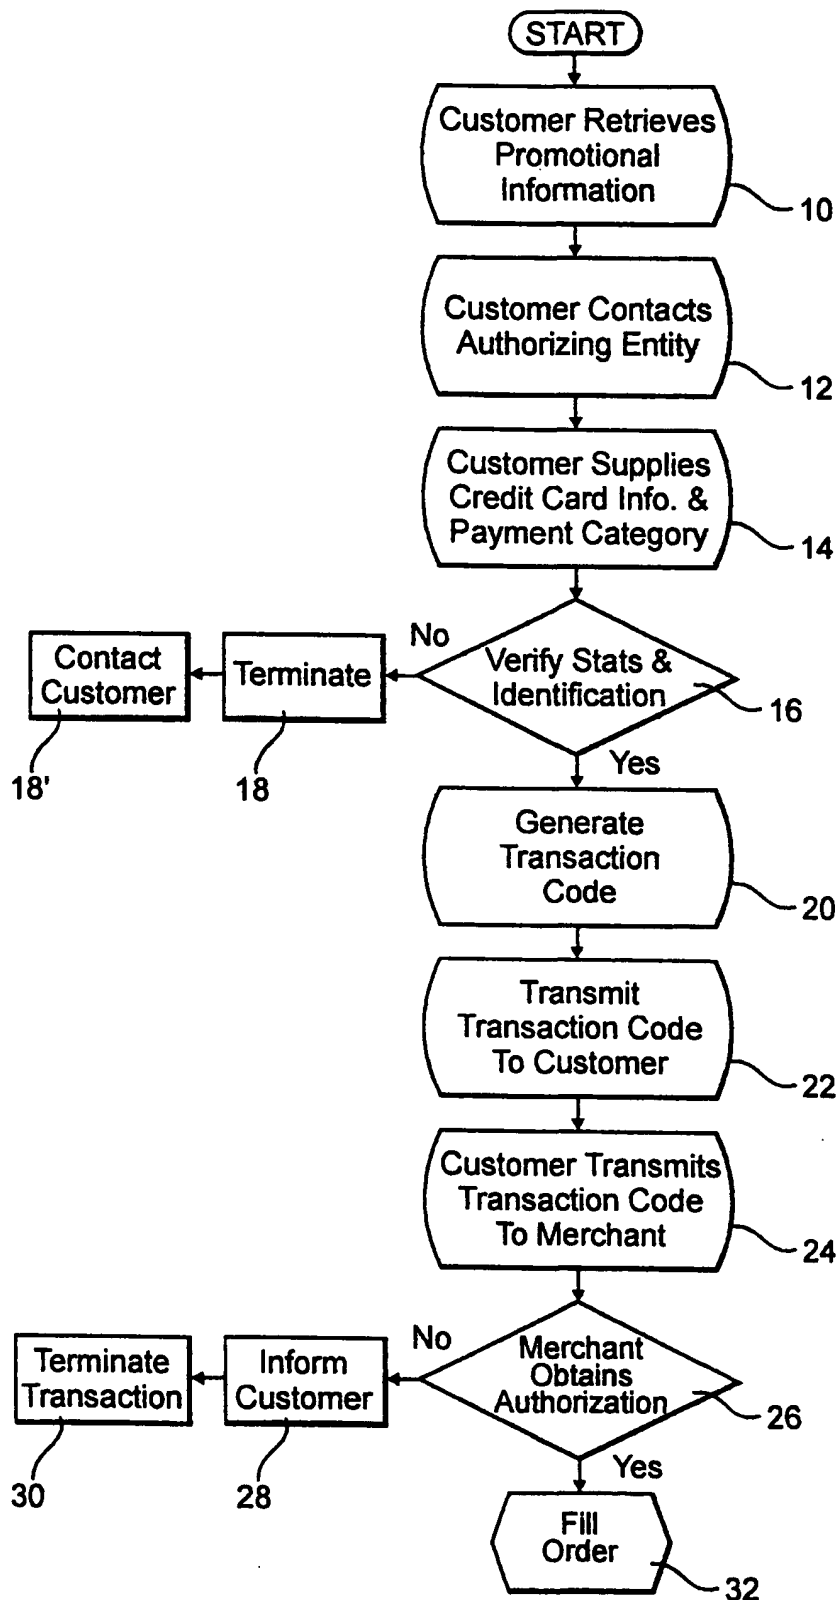 START
Customer Retrieves
Promotional
Information
10
Customer Contacts
Authorizing Entity
12
Customer Supplies
Credit Card Info. &
Payment Category
14
No
Contact
Customer
Terminate
Verify Stats &
Identification
16
18'
18
Yes
Generate
Transaction
Code
20
Transmit
Transaction Code
To Customer
22
Customer Transmits
Transaction Code
To Merchant
24
No
Terminate
Transaction
Inform
Customer
Merchant
Obtains
Authorization
26
30
28
Yes
Fill
Order
32